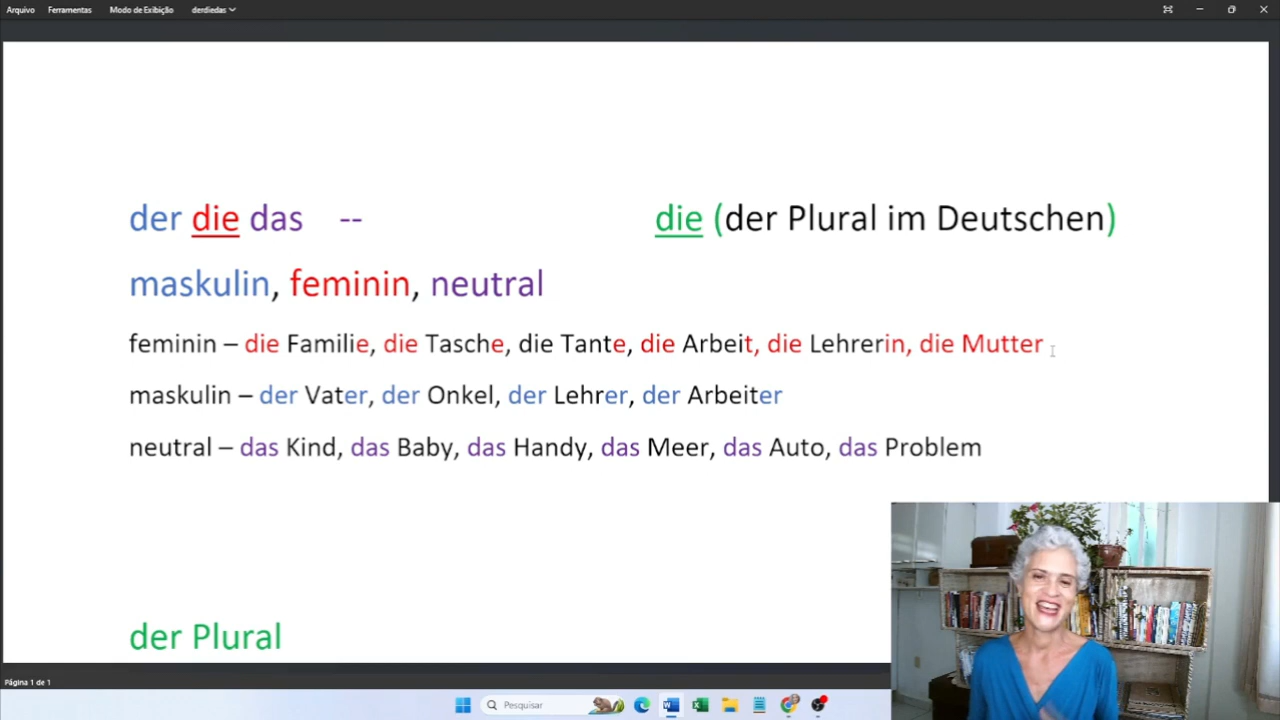 Arquivo Ferramentas Modo de Exibição derdiedas
der die das -- die (der Plural im Deutschen)
maskulin, feminin, neutral
feminin – die Familie, die Tasche, die Tante, die Arbeit, die Lehrerin, die Mutter
maskulin – der Vater, der Onkel, der Lehrer, der Arbeiter
neutral – das Kind, das Baby, das Handy, das Meer, das Auto, das Problem
der Plural
Página 1 de 1
Pesquisar